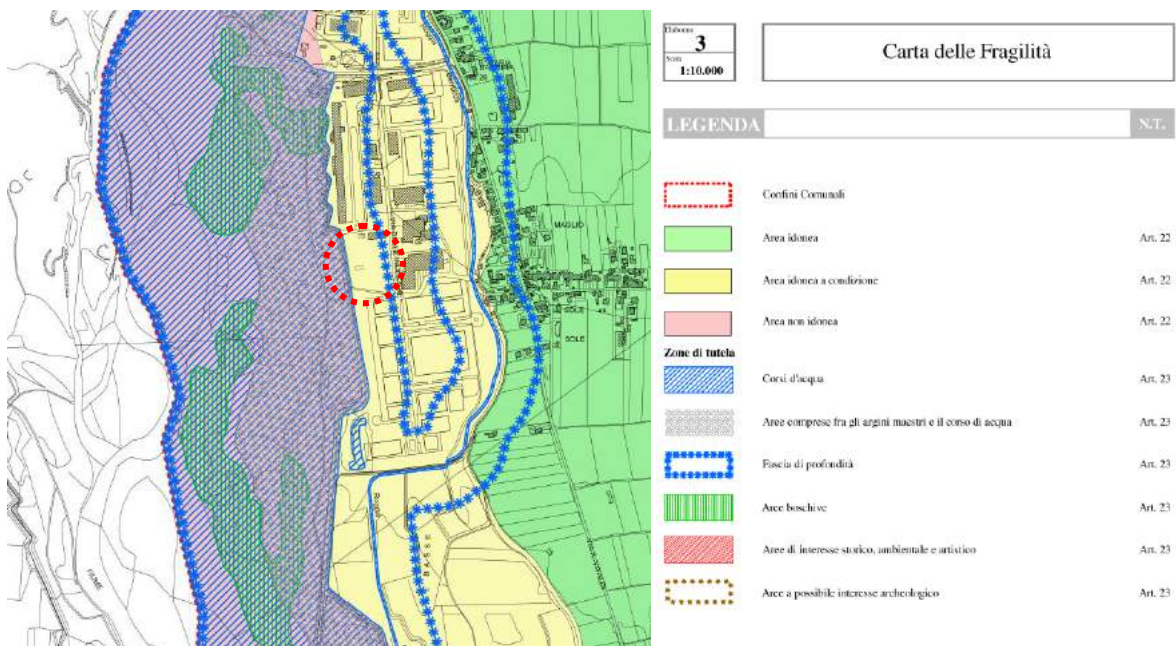 MAGLIO
SOLE
SOLE
BASSE
FIUME
Elaborato
3
Scala
1:10.000
Carta delle Fragilità
LEGENDA
N.T.
Confini Comunali
Area idonea
Art. 22
Area idonea a condizione
Art. 22
Area non idonea
Art. 22
Zone di tutela
Corsi d'acqua
Art. 23
Aree comprese fra gli argini maestri e il corso di acqua
Art. 23
Fascia di profondità
Art. 23
Aree boschive
Art. 23
Aree di interesse storico, ambientale e artistico
Art. 23
Aree a possibile interesse archeologico
Art. 23